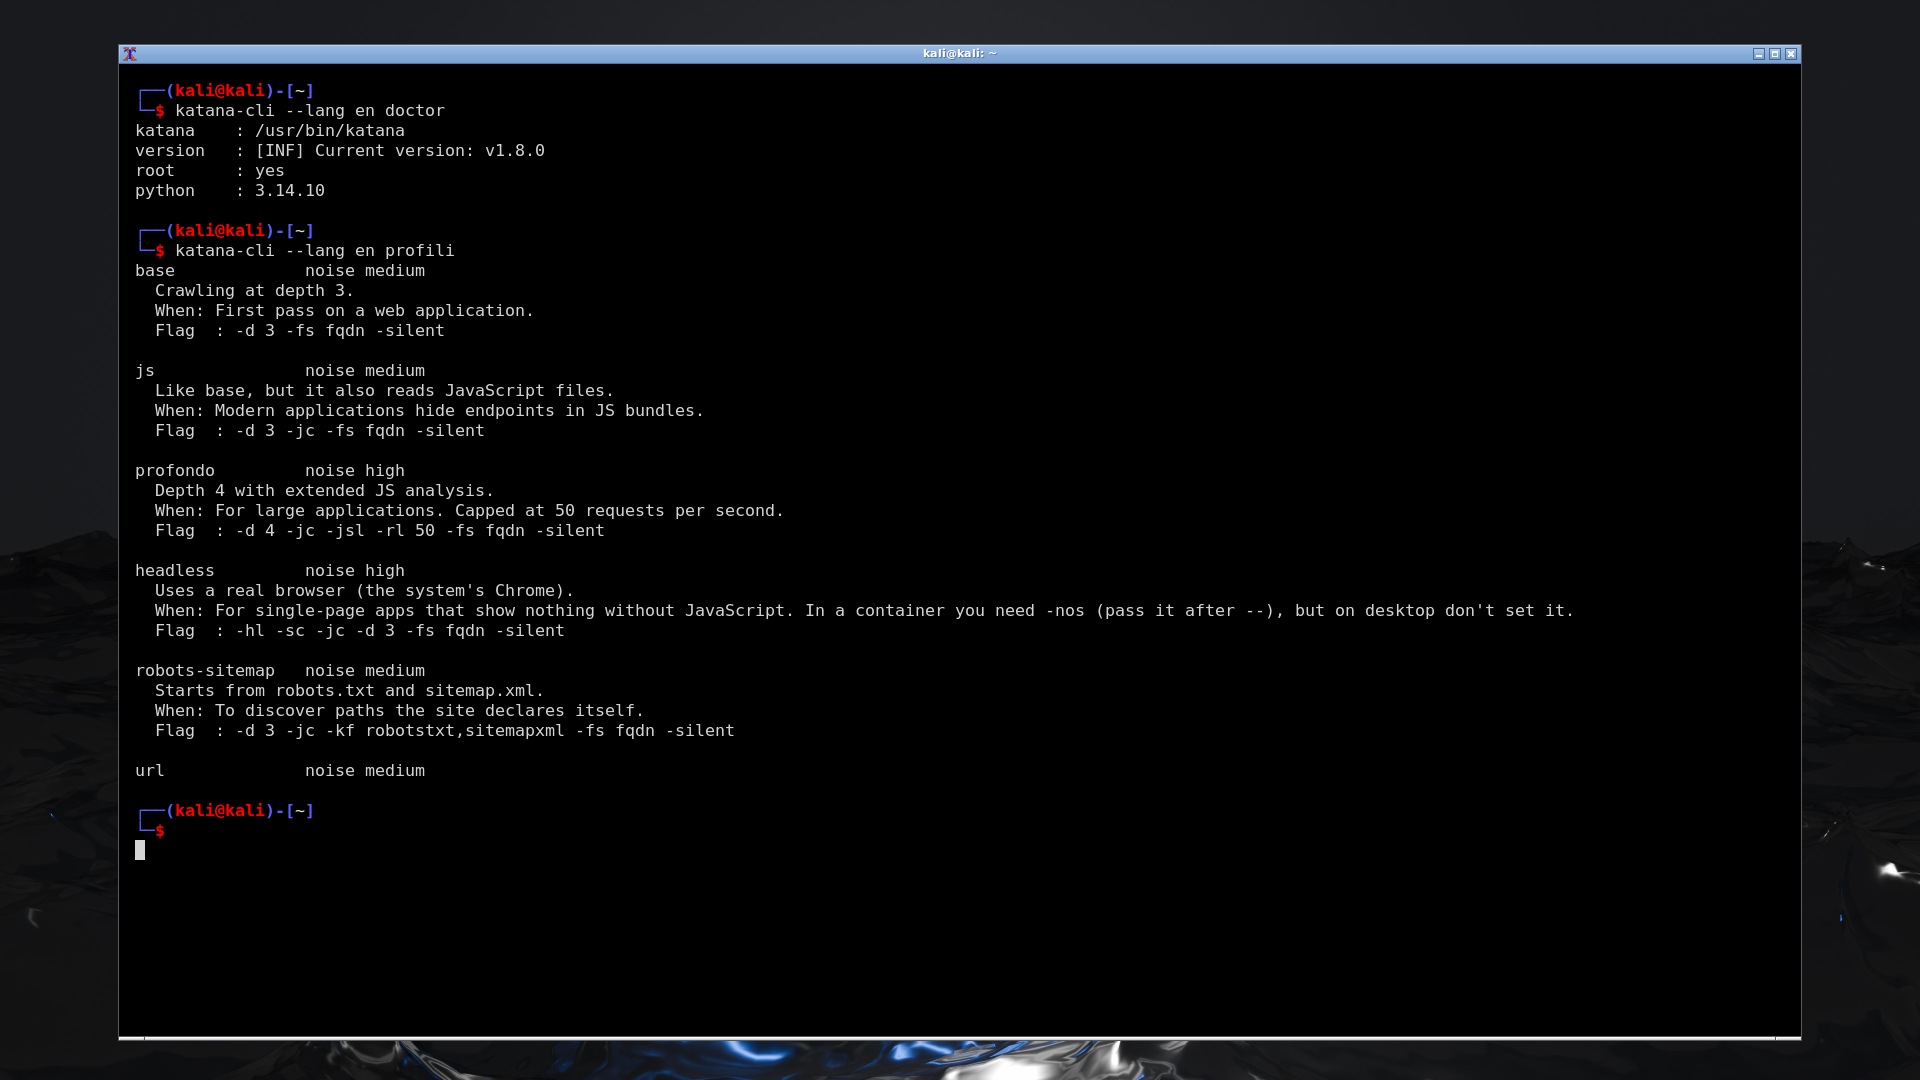 kali@kali: ~
┌──(kali@kali)-[~]
└─$ katana-cli --lang en doctor
katana    : /usr/bin/katana
version   : [INF] Current version: v1.8.0
root      : yes
python    : 3.14.10
┌──(kali@kali)-[~]
└─$ katana-cli --lang en profili
base             noise medium
  Crawling at depth 3.
  When: First pass on a web application.
  Flag  : -d 3 -fs fqdn -silent
js               noise medium
  Like base, but it also reads JavaScript files.
  When: Modern applications hide endpoints in JS bundles.
  Flag  : -d 3 -jc -fs fqdn -silent
profondo         noise high
  Depth 4 with extended JS analysis.
  When: For large applications. Capped at 50 requests per second.
  Flag  : -d 4 -jc -jsl -rl 50 -fs fqdn -silent
headless         noise high
  Uses a real browser (the system's Chrome).
  When: For single-page apps that show nothing without JavaScript. In a container you need -nos (pass it after --), but on desktop don't set it.
  Flag  : -hl -sc -jc -d 3 -fs fqdn -silent
robots-sitemap   noise medium
  Starts from robots.txt and sitemap.xml.
  When: To discover paths the site declares itself.
  Flag  : -d 3 -jc -kf robotstxt,sitemapxml -fs fqdn -silent
url              noise medium
┌──(kali@kali)-[~]
└─$